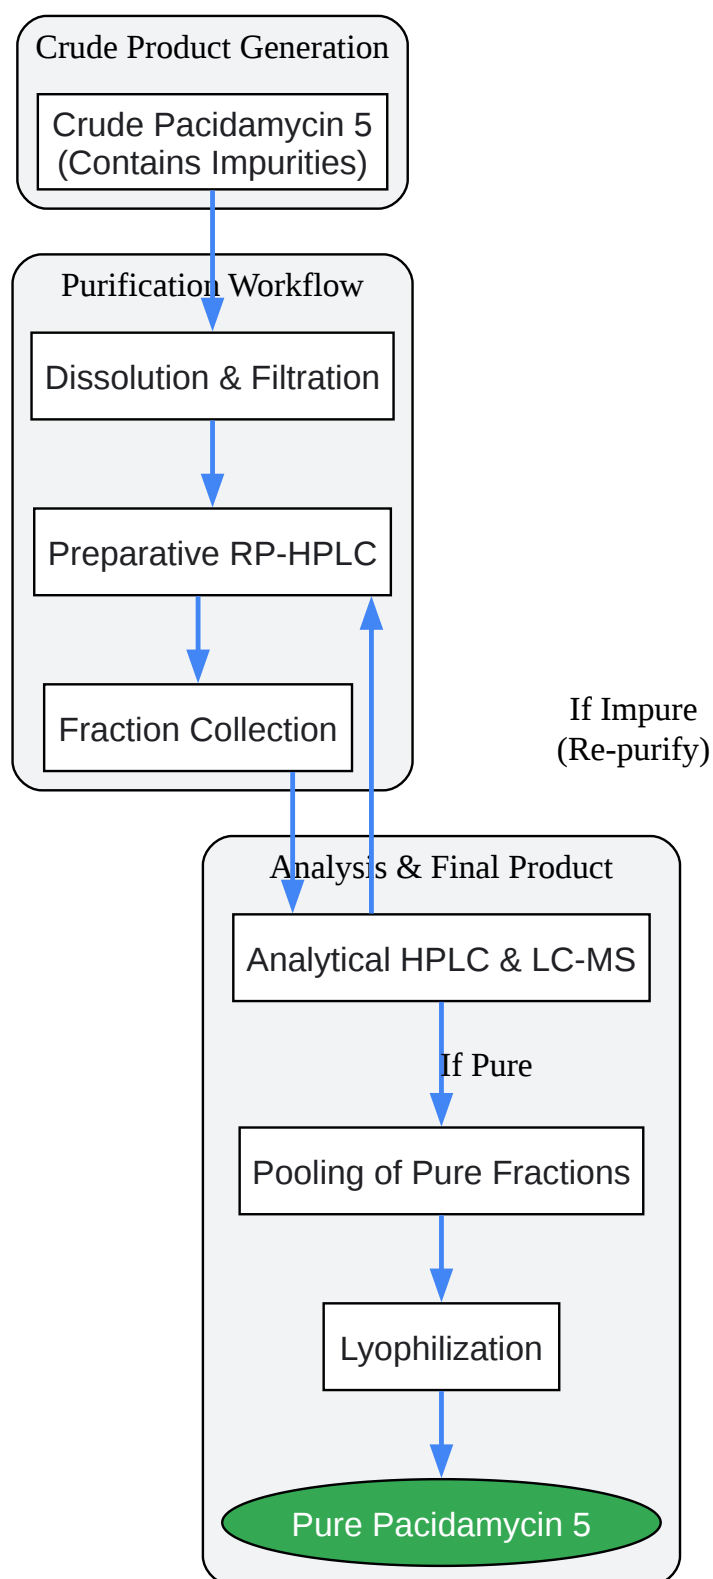 Crude Product Generation
Crude Pacidamycin 5
(Contains Impurities)
Purification Workflow
Dissolution & Filtration
Preparative RP-HPLC
Fraction Collection
If Impure
(Re-purify)
Analysis & Final Product
Analytical HPLC & LC-MS
If Pure
Pooling of Pure Fractions
Lyophilization
Pure Pacidamycin 5